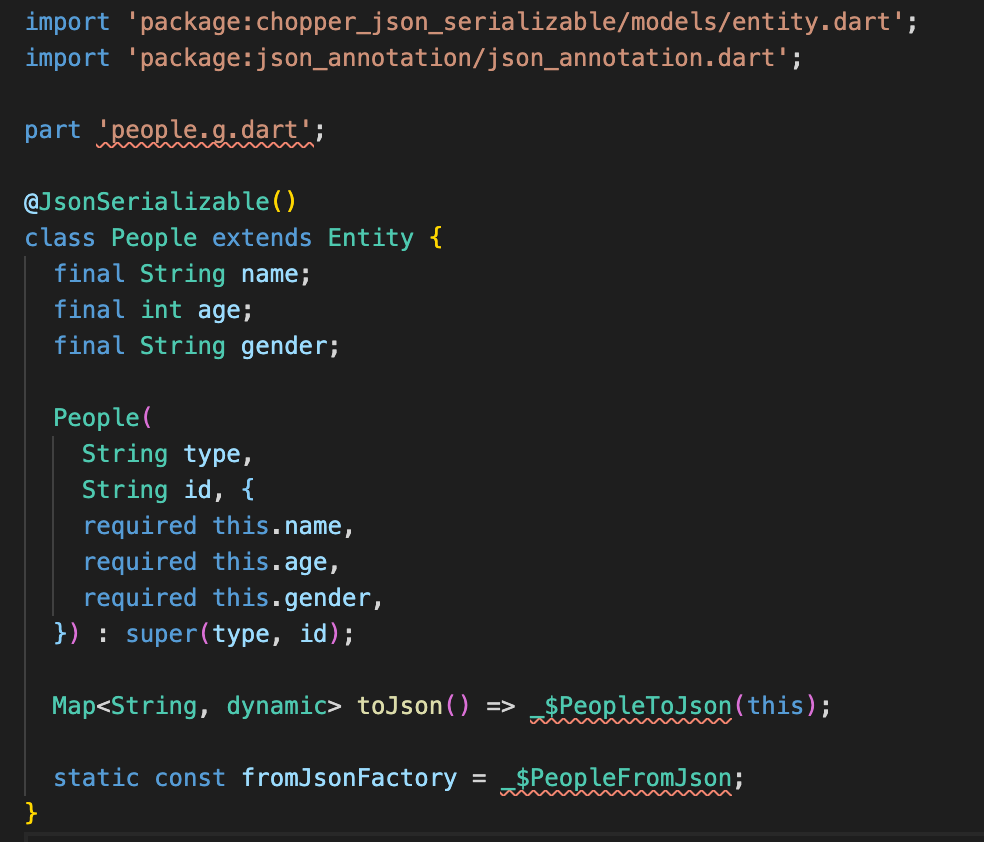 import 'package:chopper_json_serializable/models/entity.dart';
import 'package:json_annotation/json_annotation.dart';

part 'people.g.dart';

@JsonSerializable()
class People extends Entity {
  final String name;
  final int age;
  final String gender;

  People(
    String type,
    String id, {
    required this.name,
    required this.age,
    required this.gender,
  }) : super(type, id);

  Map<String, dynamic> toJson() => _$PeopleToJson(this);

  static const fromJsonFactory = _$PeopleFromJson;
}